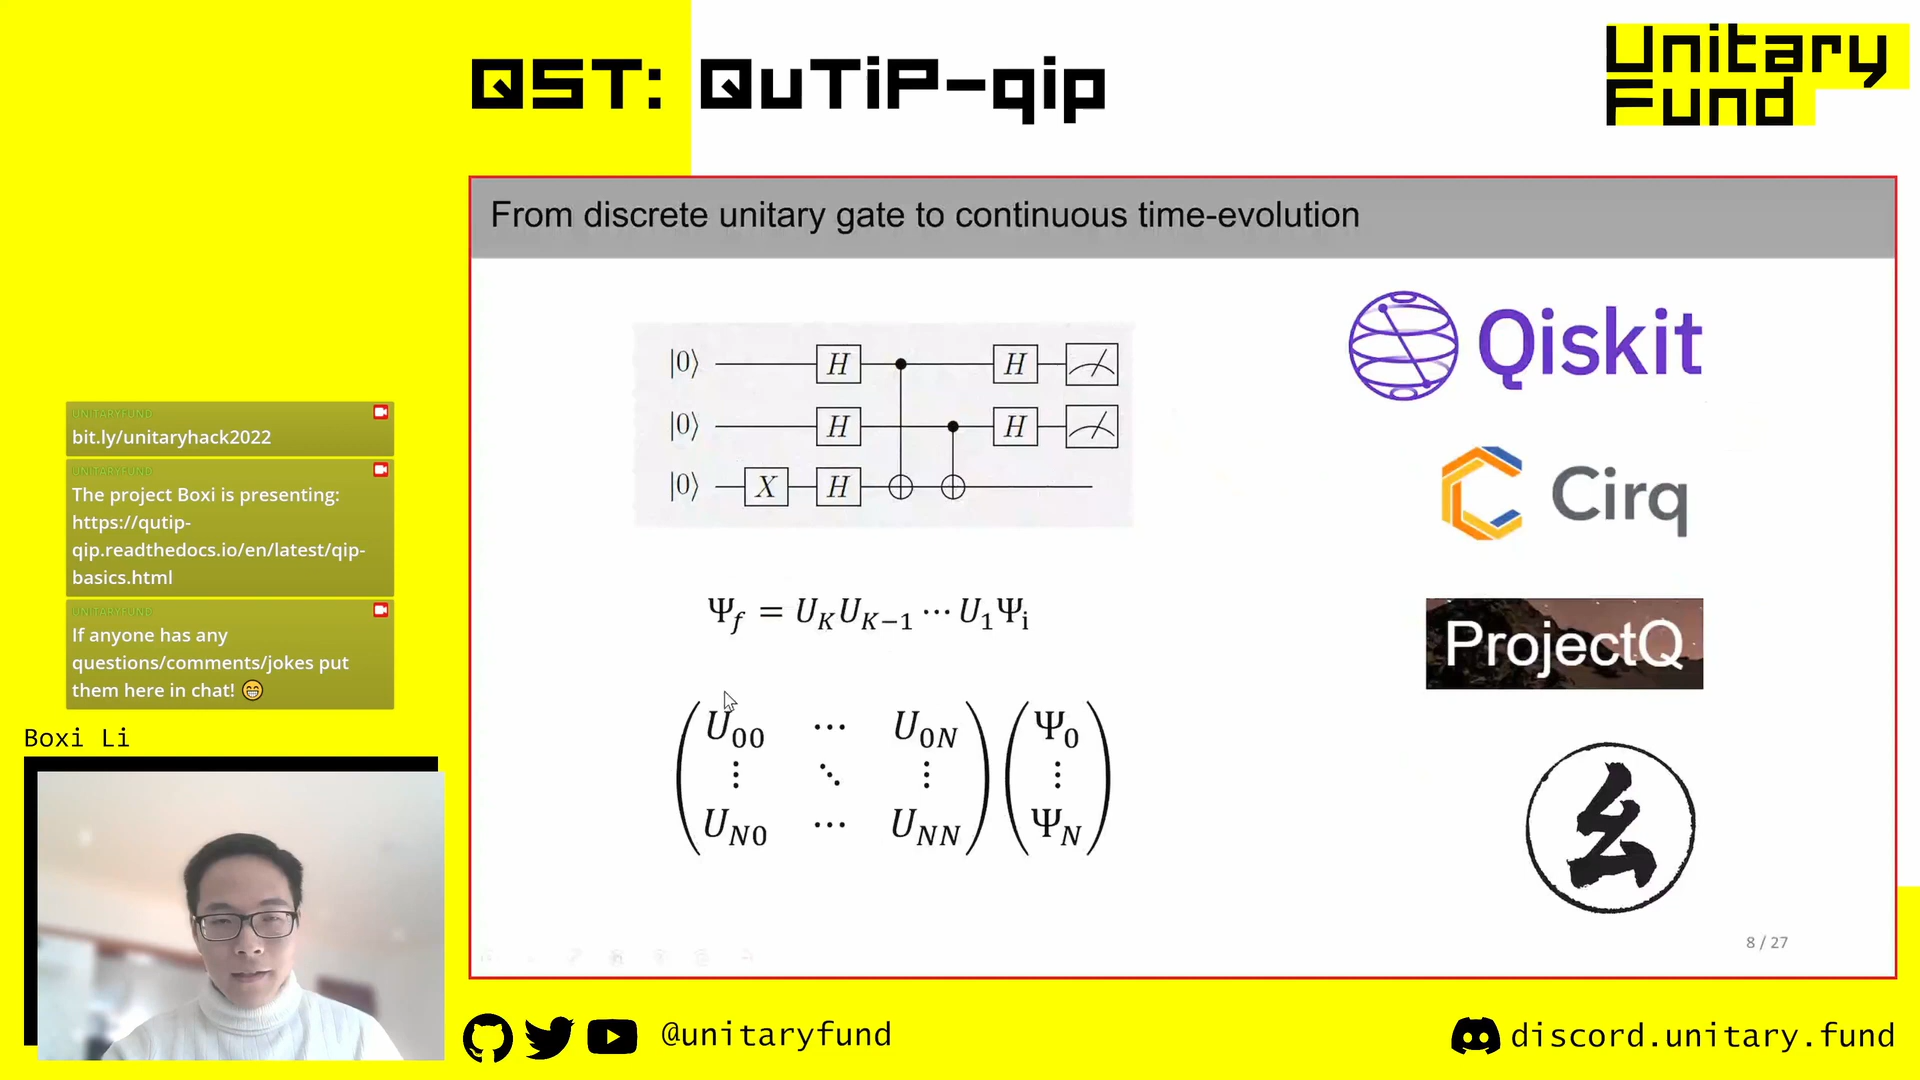 QST: QuTiP-qip
Unitary
Fund
From discrete unitary gate to continuous time-evolution
|0⟩ H H
|0⟩ H H
|0⟩ X H
Ψf = UKUK−1 ⋯ U1Ψi
U00 ⋯ U0N Ψ0
⋮ ⋱ ⋮ ⋮
UN0 ⋯ UNN ΨN
Qiskit
Cirq
ProjectQ
幺
8 / 27
UNITARYFUND
bit.ly/unitaryhack2022
UNITARYFUND
The project Boxi is presenting:
https://qutip-
qip.readthedocs.io/en/latest/qip-
basics.html
UNITARYFUND
If anyone has any
questions/comments/jokes put
them here in chat! 😁
Boxi Li
@unitaryfund
discord.unitary.fund